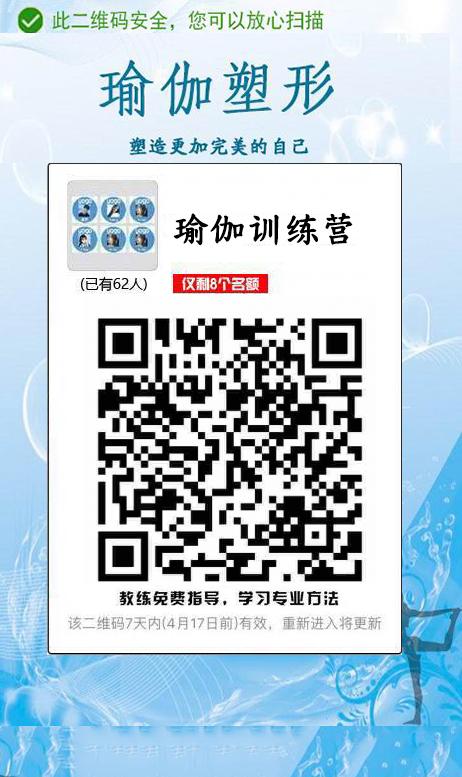 此二维码安全，您可以放心扫描
瑜伽塑形
塑造更加完美的自己
瑜伽训练营
(已有62人)
仅剩8个名额
教练免费指导，学习专业方法
该二维码7天内(4月17日前)有效，重新进入将更新